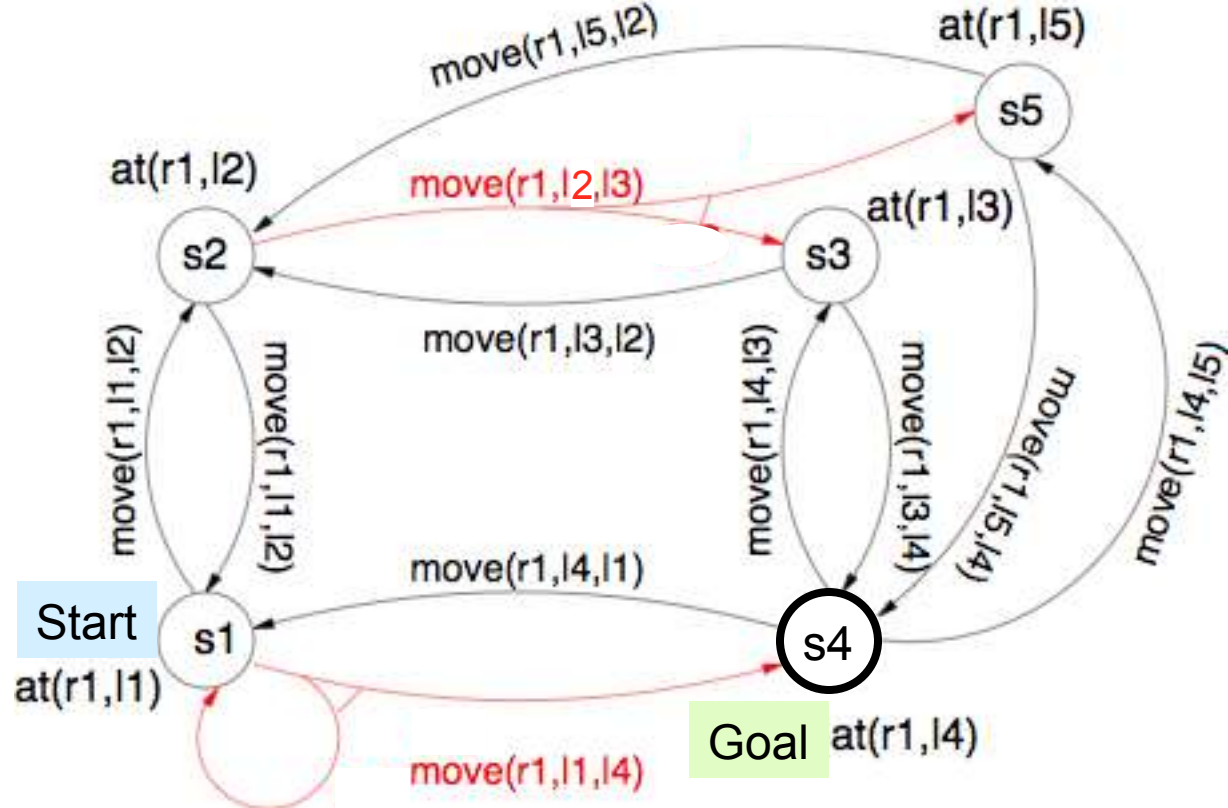 move(r1,l5,l2)
at(r1,l5)
s5
at(r1,l2)
move(r1,l2,l3)
at(r1,l3)
s2
s3
move(r1,l3,l2)
move(r1,l1,l2)
move(r1,l1,l2)
move(r1,l4,l3)
move(r1,l3,l4)
move(r1,l5,l4)
move(r1,l4,l5)
move(r1,l4,l1)
Start
s1
s4
at(r1,l1)
Goal
at(r1,l4)
move(r1,l1,l4)